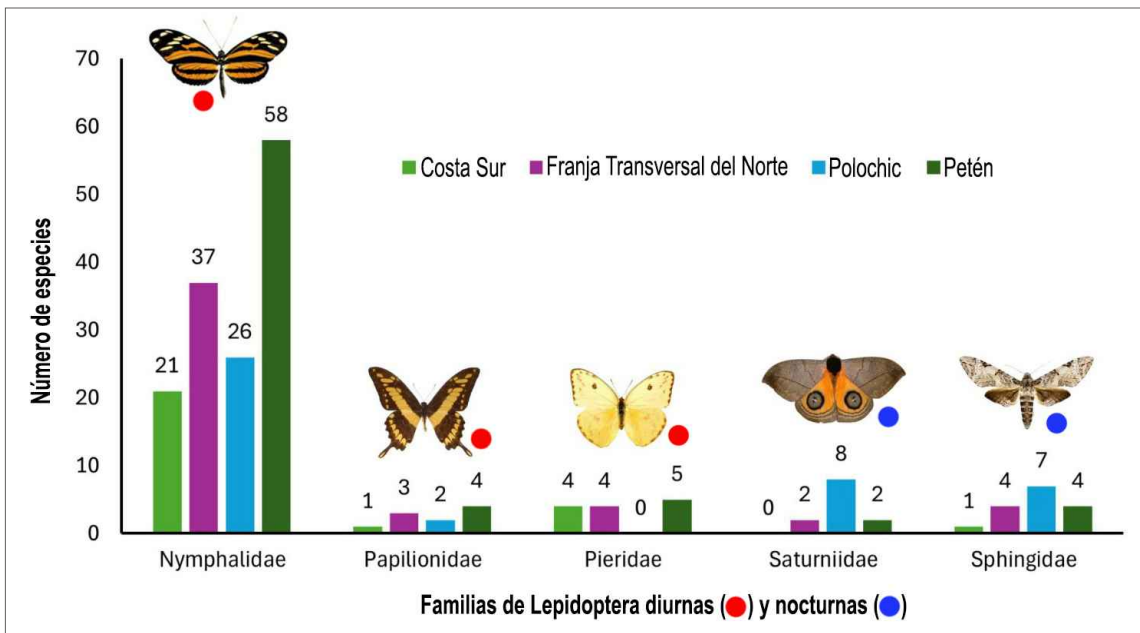 70
60
50
40
30
20
10
0
Número de especies
Costa Sur Franja Transversal del Norte Polochic Petén
21 37 26 58
1 3 2 4
4 4 0 5
0 2 8 2
1 4 7 4
Nymphalidae Papilionidae Pieridae Saturniidae Sphingidae
Familias de Lepidoptera diurnas ( ) y nocturnas ( )